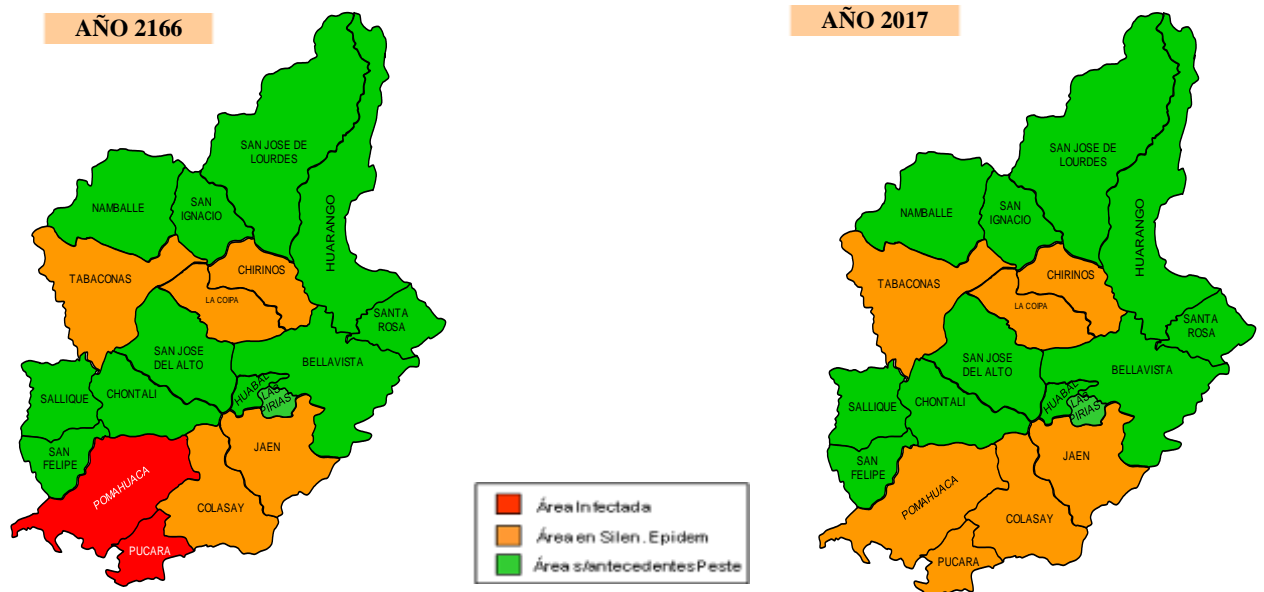 AÑO 2166
SAN JOSE DE
LOURDES
NAMBALLE
SAN
IGNACIO
HUARANGO
TABACONAS
CHIRINOS
LA COIPA
SANTA
ROSA
SAN JOSE
DEL ALTO
BELLAVISTA
HUABAL
LAS
PIRIAS
SALLIQUE
CHONTALI
SAN
FELIPE
JAEN
POMAHUACA
COLASAY
PUCARA
Área Infectada
Área en Silen. Epidem
Área s/antecedentes Peste
AÑO 2017
SAN JOSE DE
LOURDES
NAMBALLE
SAN
IGNACIO
HUARANGO
TABACONAS
CHIRINOS
LA COIPA
SANTA
ROSA
SAN JOSE
DEL ALTO
BELLAVISTA
HUABAL
LAS
PIRIAS
SALLIQUE
CHONTALI
SAN
FELIPE
JAEN
POMAHUACA
COLASAY
PUCARA